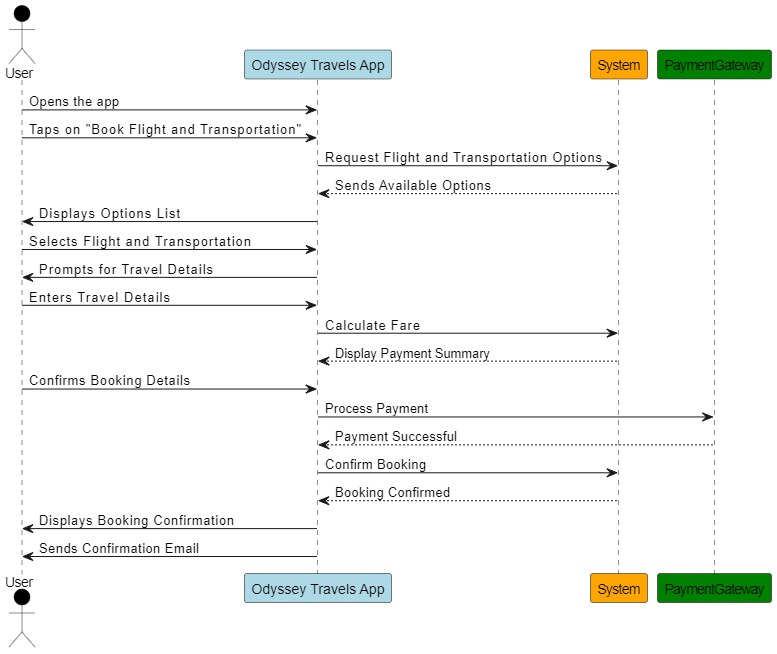 User
Odyssey Travels App
System
PaymentGateway
Opens the app
Taps on "Book Flight and Transportation"
Request Flight and Transportation Options
Sends Available Options
Displays Options List
Selects Flight and Transportation
Prompts for Travel Details
Enters Travel Details
Calculate Fare
Display Payment Summary
Confirms Booking Details
Process Payment
Payment Successful
Confirm Booking
Booking Confirmed
Displays Booking Confirmation
Sends Confirmation Email
User
Odyssey Travels App
System
PaymentGateway